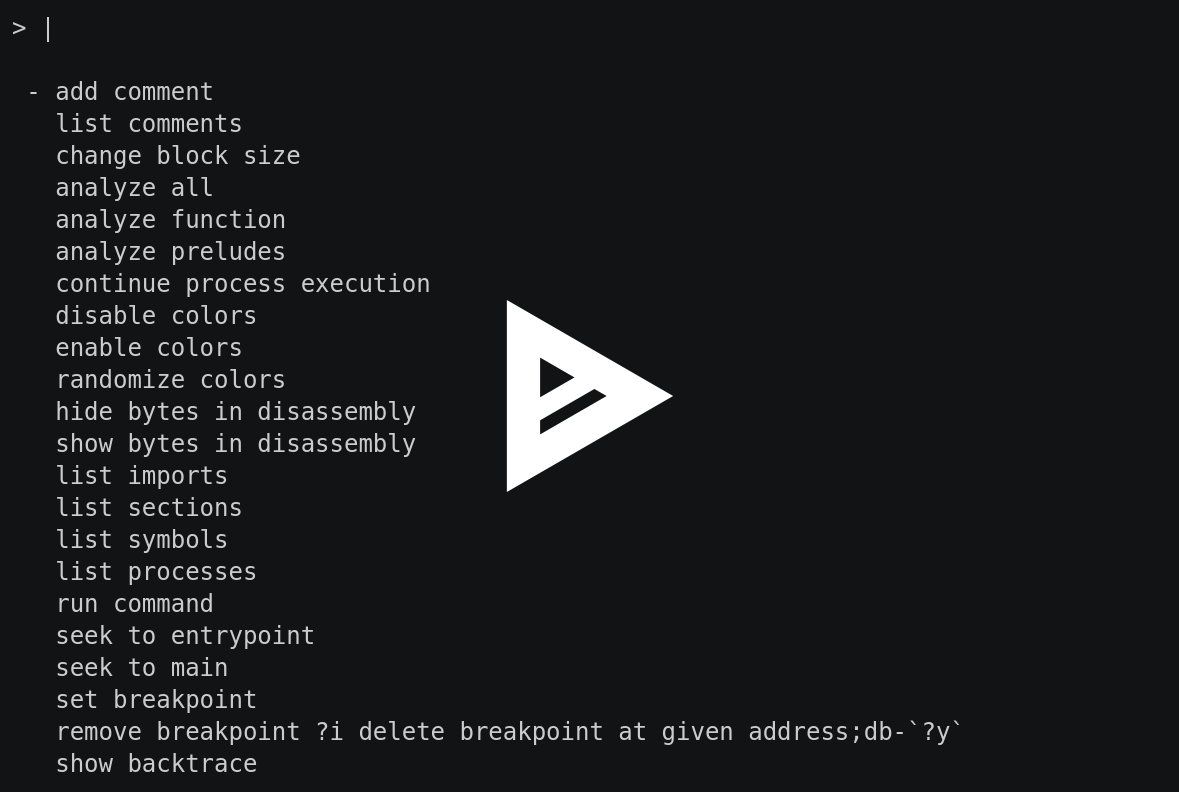 > |
- add comment
list comments
change block size
analyze all
analyze function
analyze preludes
continue process execution
disable colors
enable colors
randomize colors
hide bytes in disassembly
show bytes in disassembly
list imports
list sections
list symbols
list processes
run command
seek to entrypoint
seek to main
set breakpoint
remove breakpoint ?i delete breakpoint at given address;db-`?y`
show backtrace